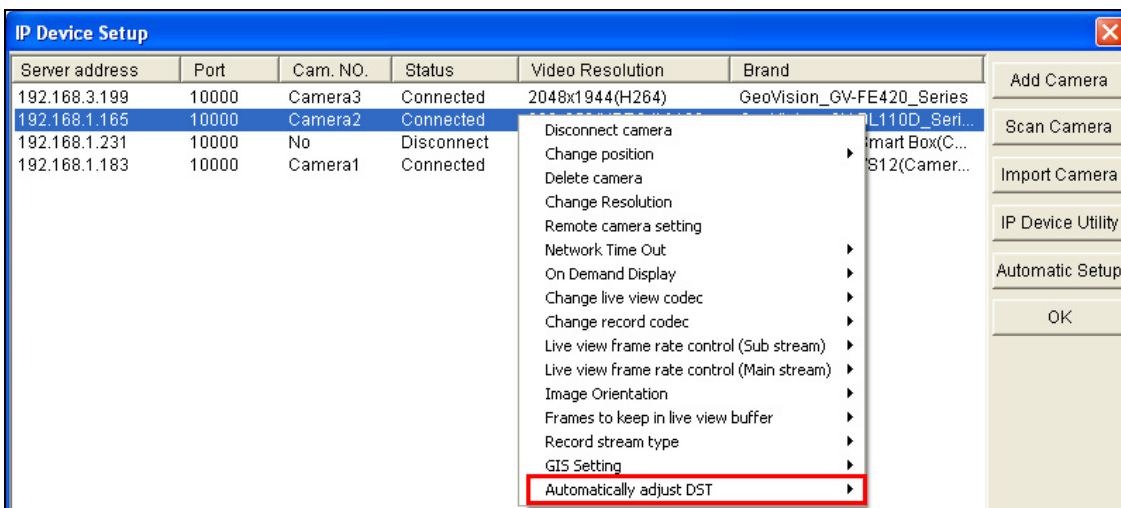 IP Device Setup
Server address Port Cam. NO. Status Video Resolution Brand
192.168.3.199 10000 Camera3 Connected 2048x1944(H264) GeoVision_GV-FE420_Series
192.168.1.165 10000 Camera2 Connected
192.168.1.231 10000 No Disconnect mart Box(C...
192.168.1.183 10000 Camera1 Connected S12(Camer...
Disconnect camera
Change position
Delete camera
Change Resolution
Remote camera setting
Network Time Out
On Demand Display
Change live view codec
Change record codec
Live view frame rate control (Sub stream)
Live view frame rate control (Main stream)
Image Orientation
Frames to keep in live view buffer
Record stream type
GIS Setting
Automatically adjust DST
Add Camera
Scan Camera
Import Camera
IP Device Utility
Automatic Setup
OK